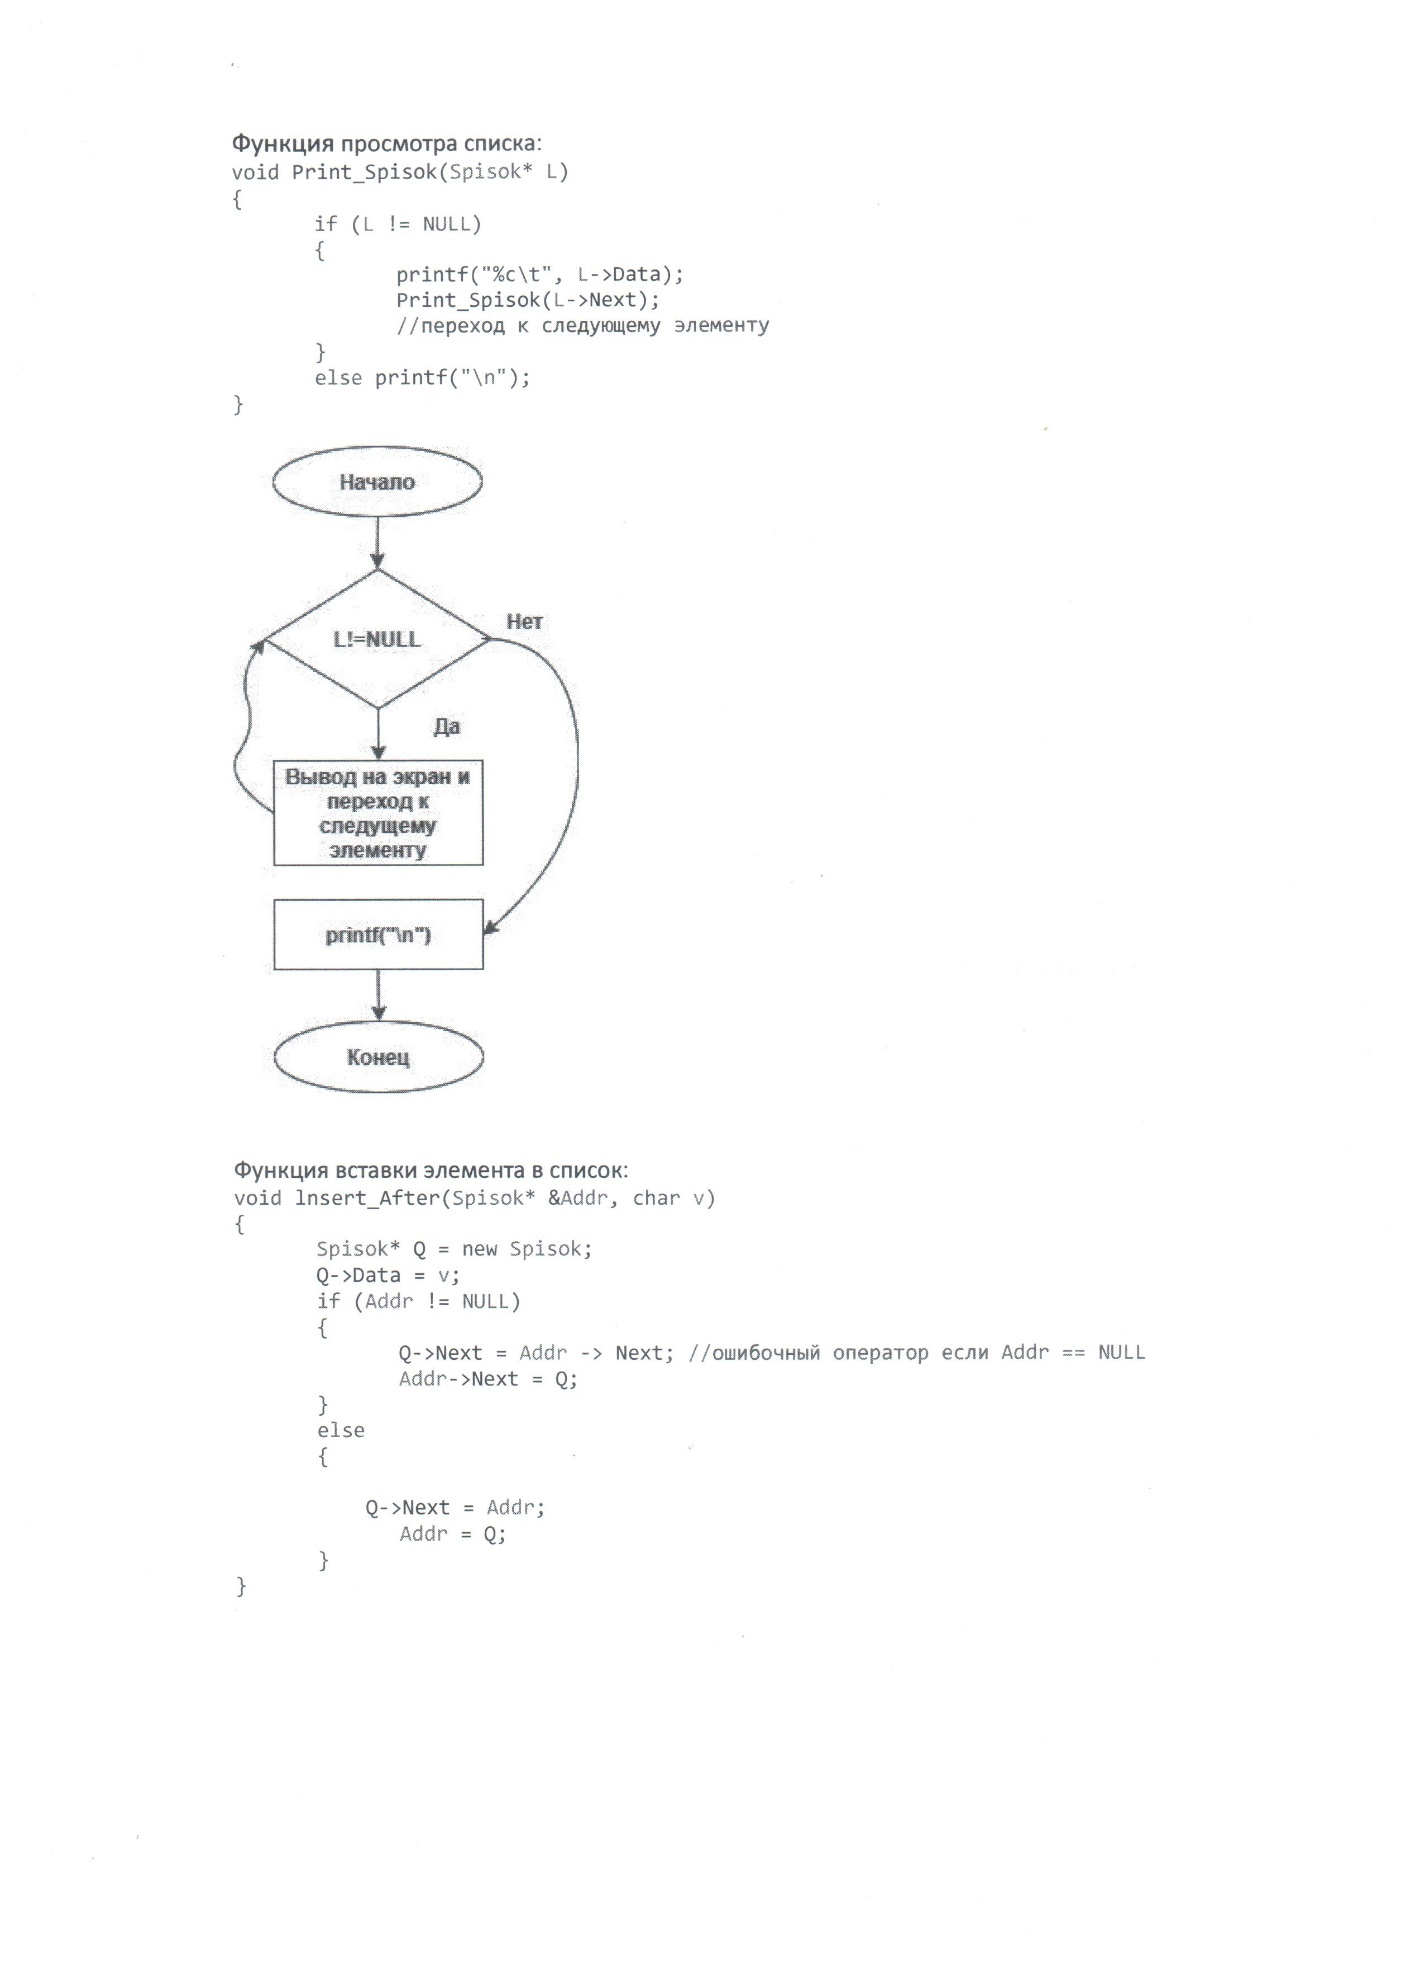 Функция просмотра списка:
void Print_Spisok(Spisok* L)
{
if (L != NULL)
{
printf("%c\t", L->Data);
Print_Spisok(L->Next);
//переход к следующему элементу
}
else printf("\n");
}
Начало
L!=NULL
Нет
Да
Вывод на экран и
переход к
следущему
элементу
printf("\n")
Конец
Функция вставки элемента в список:
void lnsert_After(Spisok* &Addr, char v)
{
Spisok* Q = new Spisok;
Q->Data = v;
if (Addr != NULL)
{
Q->Next = Addr -> Next; //ошибочный оператор если Addr == NULL
Addr->Next = Q;
}
else
{
Q->Next = Addr;
Addr = Q;
}
}